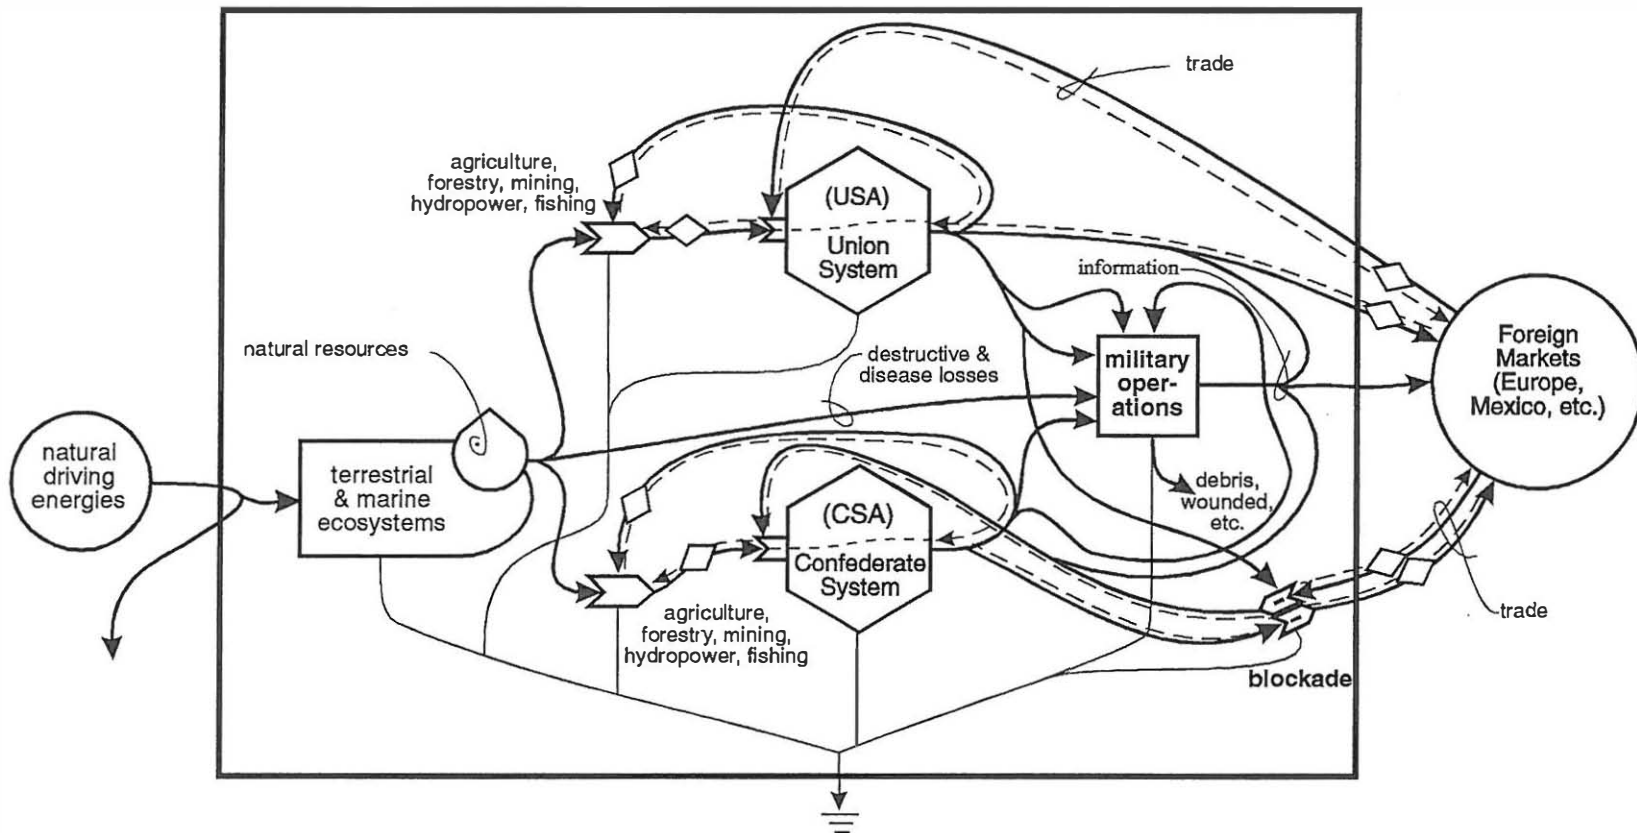 trade
agriculture,
forestry, mining,
hydropower, fishing
(USA)
Union
System
information
natural resources
destructive &
disease losses
military
oper-
ations
Foreign
Markets
(Europe,
Mexico, etc.)
natural
driving
energies
terrestrial
& marine
ecosystems
debris,
wounded,
etc.
(CSA)
Confederate
System
agriculture,
forestry, mining,
hydropower, fishing
trade
blockade